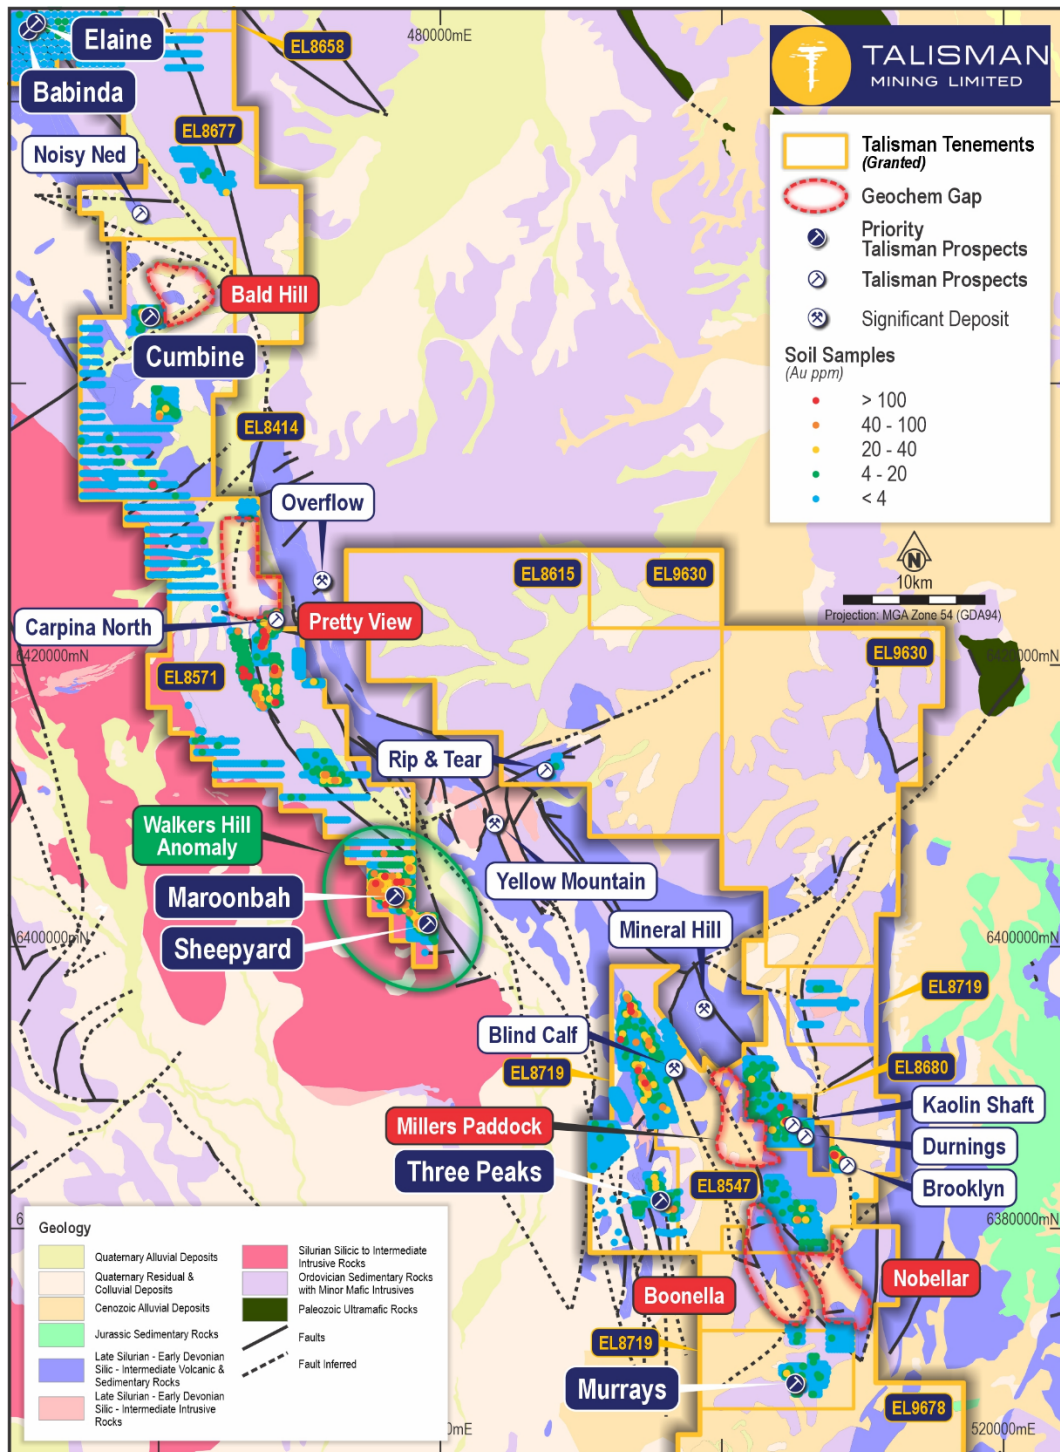 Elaine
Babinda
EL8658
480000mE
TALISMAN
MINING LIMITED
Noisy Ned
EL8677
Talisman Tenements
(Granted)
Geochem Gap
Priority
Talisman Prospects
Talisman Prospects
Significant Deposit
Soil Samples
(Au ppm)
> 100
40 - 100
20 - 40
4 - 20
< 4
Bald Hill
Cumbine
EL8414
Overflow
N
10km
Projection: MGA Zone 54 (GDA94)
EL8615
EL9630
Carpina North
Pretty View
6420000mN
EL8571
EL9630
6420000mN
Rip & Tear
Walkers Hill
Anomaly
Maroonbah
Sheepyard
Yellow Mountain
Mineral Hill
6400000mN
6400000mN
EL8719
Blind Calf
EL8719
EL8680
Kaolin Shaft
Millers Paddock
Durnings
Three Peaks
EL8547
Brooklyn
6380000mN
Nobellar
Boonella
EL8719
Murrays
EL9678
520000mE
Geology
Quaternary Alluvial Deposits
Quaternary Residual &
Colluvial Deposits
Cenozoic Alluvial Deposits
Jurassic Sedimentary Rocks
Late Silurian - Early Devonian
Silic - Intermediate Volcanic &
Sedimentary Rocks
Late Silurian - Early Devonian
Silic - Intermediate Intrusive
Rocks
Silurian Silicic to Intermediate
Intrusive Rocks
Ordovician Sedimentary Rocks
with Minor Mafic Intrusives
Paleozoic Ultramafic Rocks
Faults
Fault Inferred